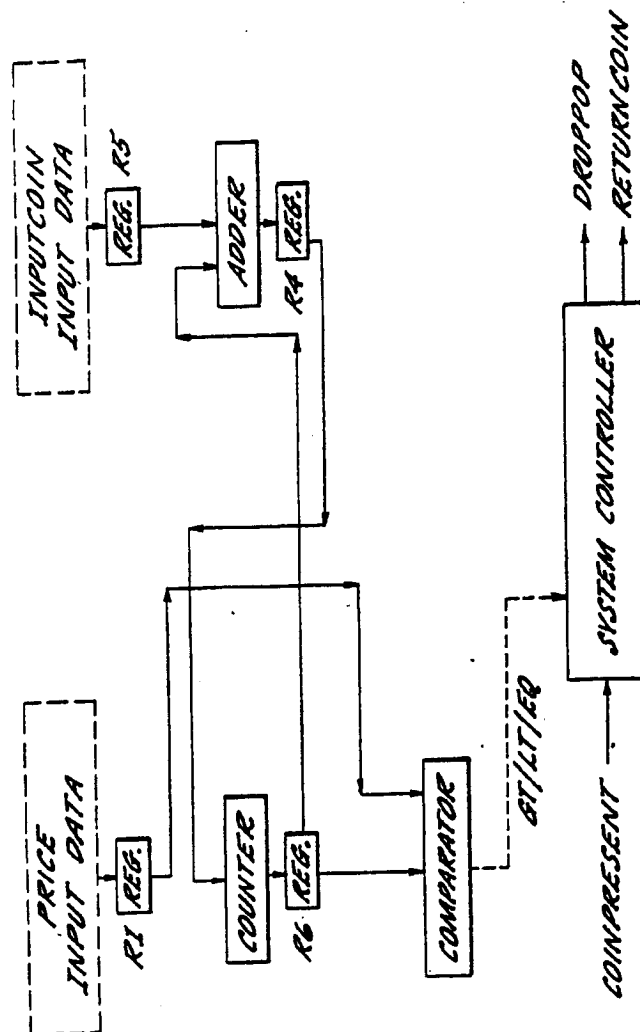 PRICE
INPUT DATA
INPUTCOIN
INPUT DATA
R1
REG.
REG.
R5
COUNTER
ADDER
REG.
R6
R4
REG.
COMPARATOR
GT/LT/EQ
COINPRESENT
SYSTEM CONTROLLER
DROPPOP
RETURNCOIN